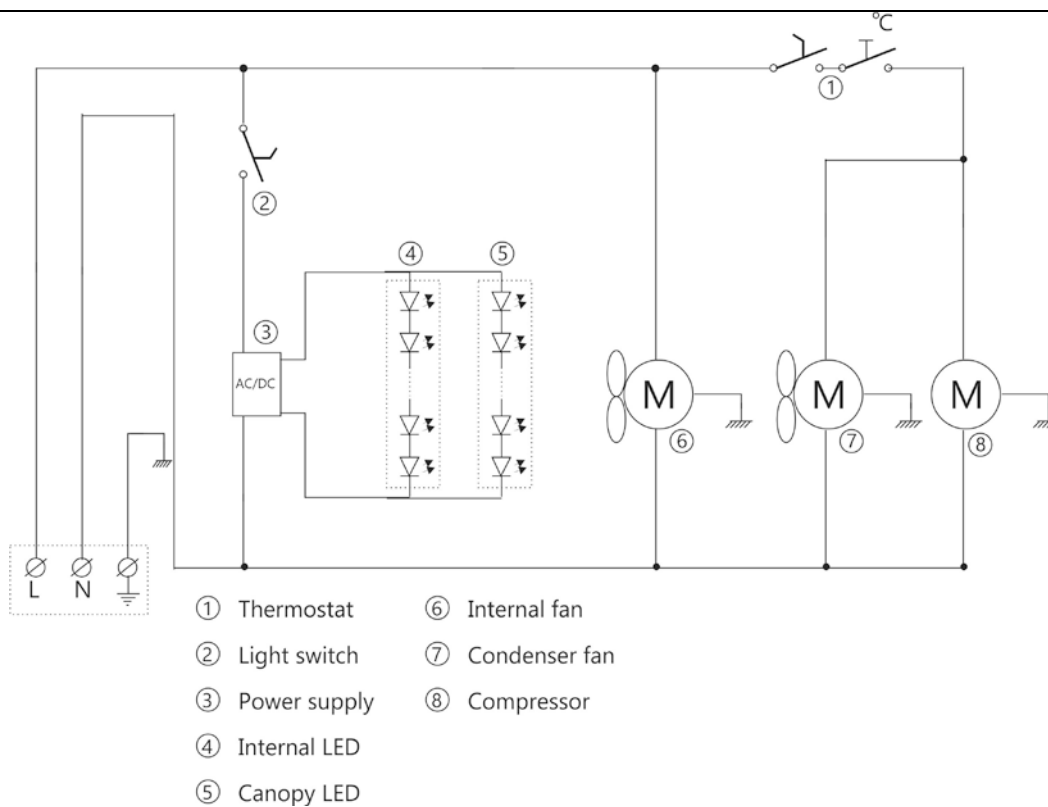 °C
①
②
④ ⑤
③
AC/DC
M M M
⑥ ⑦ ⑧
L N
① Thermostat ⑥ Internal fan
② Light switch ⑦ Condenser fan
③ Power supply ⑧ Compressor
④ Internal LED
⑤ Canopy LED